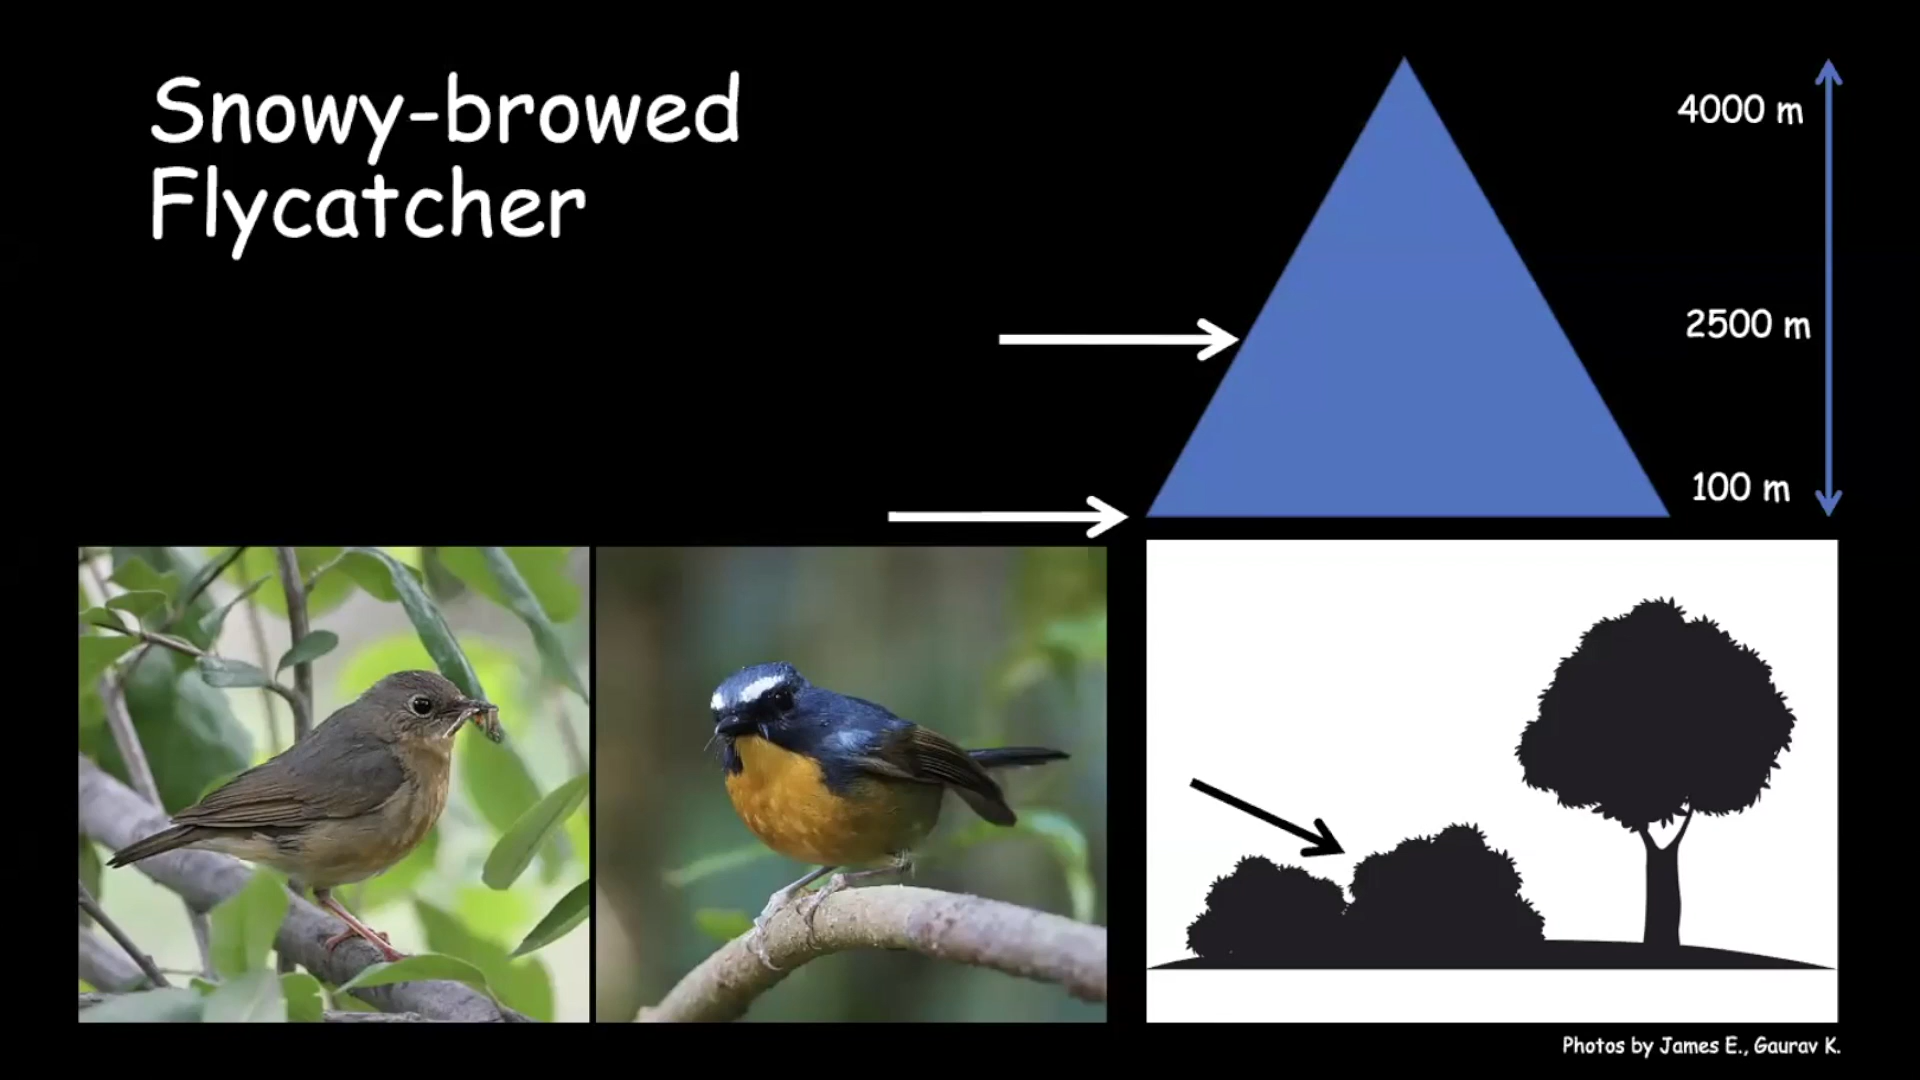 Snowy-browed
Flycatcher
4000 m
2500 m
100 m
Photos by James E., Gaurav K.